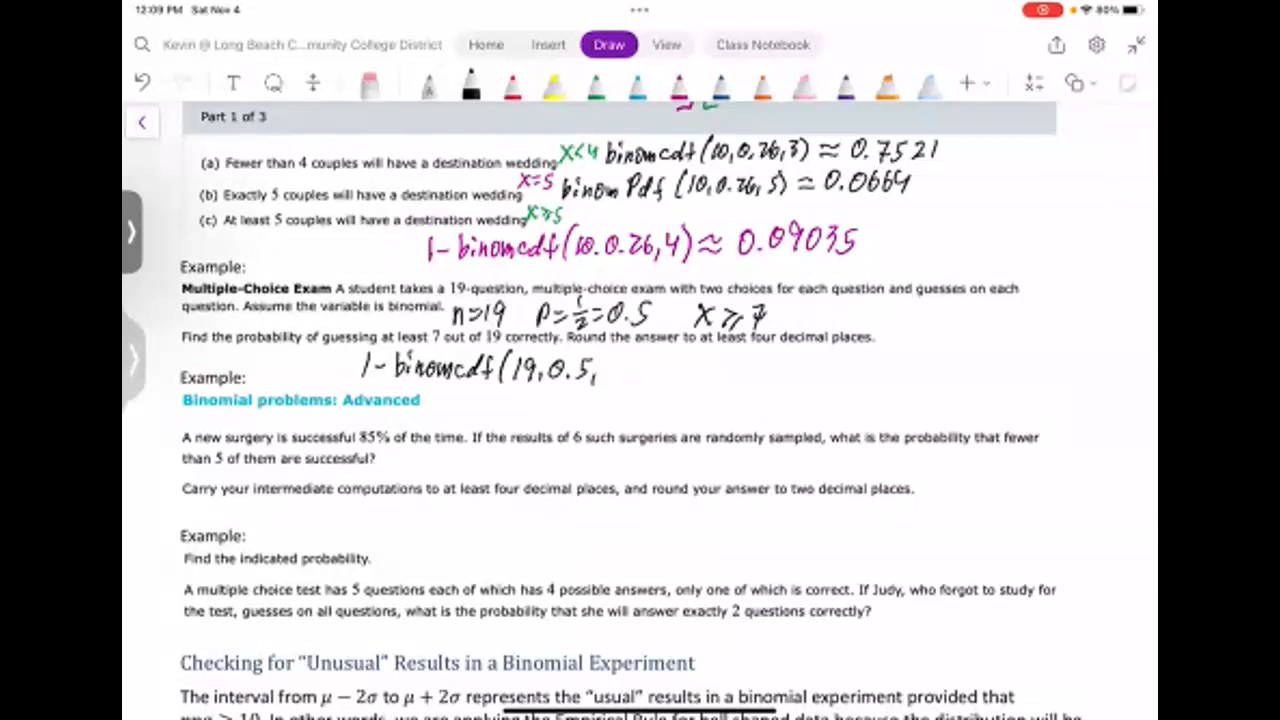 12:09 PM Sat Nov 4
80%
Kevin @ Long Beach C...munity College District Home Insert Draw View Class Notebook
Part 1 of 3
(a) Fewer than 4 couples will have a destination wedding X<4 binomcdf(10,0.26,3) ≈ 0.7521
(b) Exactly 5 couples will have a destination wedding X=5 binom Pdf (10,0.26,5) ≈ 0.0664
(c) At least 5 couples will have a destination wedding X≥5
1-binomcdf(10.0.26,4) ≈ 0.09035
Example:
Multiple-Choice Exam A student takes a 19-question, multiple-choice exam with two choices for each question and guesses on each
question. Assume the variable is binomial. n=19 P=1/2=0.5 X≥7
Find the probability of guessing at least 7 out of 19 correctly. Round the answer to at least four decimal places.
1-binomcdf(19,0.5,
Example:
Binomial problems: Advanced
A new surgery is successful 85% of the time. If the results of 6 such surgeries are randomly sampled, what is the probability that fewer
than 5 of them are successful?
Carry your intermediate computations to at least four decimal places, and round your answer to two decimal places.
Example:
Find the indicated probability.
A multiple choice test has 5 questions each of which has 4 possible answers, only one of which is correct. If Judy, who forgot to study for
the test, guesses on all questions, what is the probability that she will answer exactly 2 questions correctly?
Checking for “Unusual” Results in a Binomial Experiment
The interval from μ − 2σ to μ + 2σ represents the “usual” results in a binomial experiment provided that